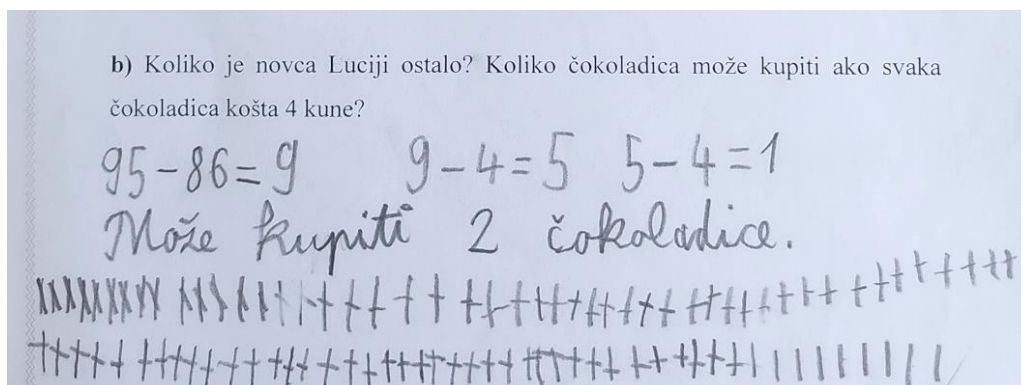 b) Koliko je novca Luciji ostalo? Koliko čokoladica može kupiti ako svaka
čokoladica košta 4 kune?
95-86=9 9-4=5 5-4=1
Može kupiti 2 čokoladice.